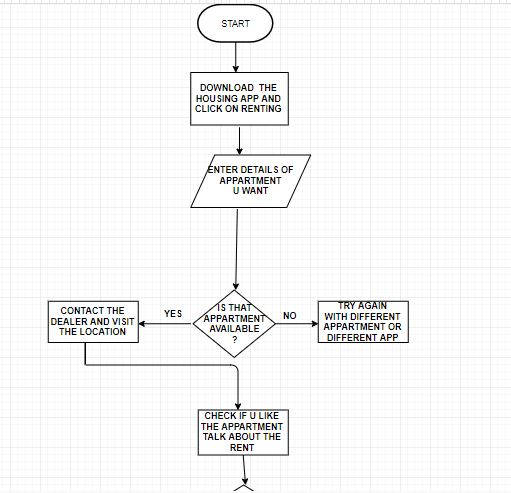 START
DOWNLOAD THE
HOUSING APP AND
CLICK ON RENTING
ENTER DETAILS OF
APPARTMENT
U WANT
IS THAT
APPARTMENT
AVAILABLE
?
YES
NO
CONTACT THE
DEALER AND VISIT
THE LOCATION
TRY AGAIN
WITH DIFFERENT
APPARTMENT OR
DIFFERENT APP
CHECK IF U LIKE
THE APPARTMENT
TALK ABOUT THE
RENT